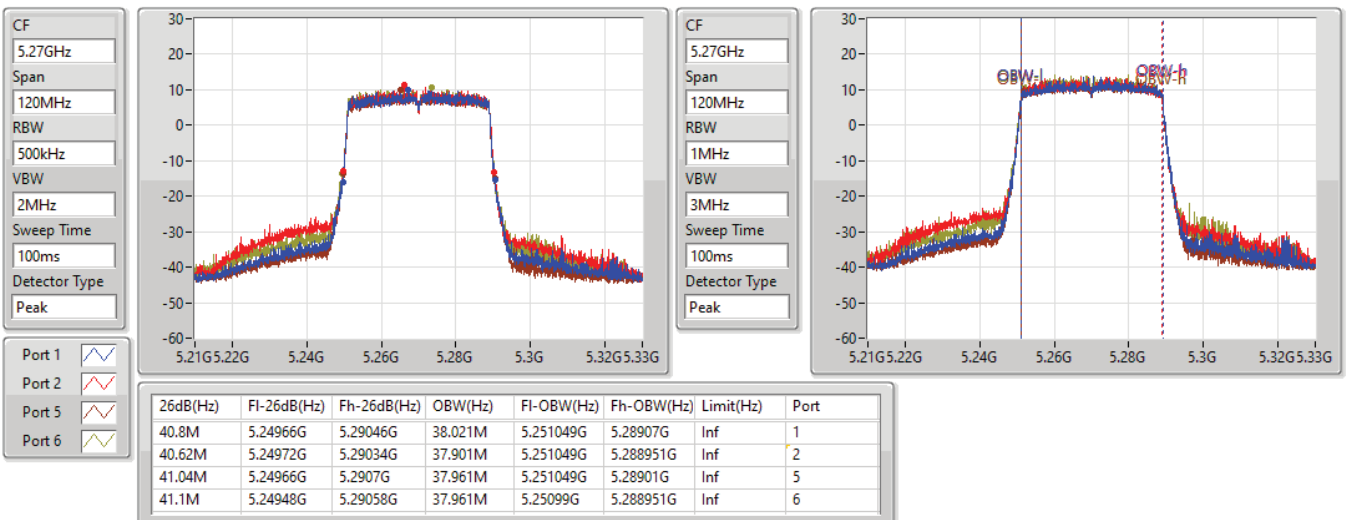 CF
5.27GHz
Span
120MHz
RBW
500kHz
VBW
2MHz
Sweep Time
100ms
Detector Type
Peak
30
20
10
0
-10
-20
-30
-40
-50
-60
5.21G 5.22G 5.24G 5.26G 5.28G 5.3G 5.32G 5.33G
CF
5.27GHz
Span
120MHz
RBW
1MHz
VBW
3MHz
Sweep Time
100ms
Detector Type
Peak
30
20
10
0
-10
-20
-30
-40
-50
-60
OBW-l OBW-h
5.21G 5.22G 5.24G 5.26G 5.28G 5.3G 5.32G 5.33G
Port 1
Port 2
Port 5
Port 6
26dB(Hz) Fl-26dB(Hz) Fh-26dB(Hz) OBW(Hz) Fl-OBW(Hz) Fh-OBW(Hz) Limit(Hz) Port
40.8M 5.24966G 5.29046G 38.021M 5.251049G 5.28907G Inf 1
40.62M 5.24972G 5.29034G 37.901M 5.251049G 5.288951G Inf 2
41.04M 5.24966G 5.2907G 37.961M 5.251049G 5.28901G Inf 5
41.1M 5.24948G 5.29058G 37.961M 5.25099G 5.288951G Inf 6